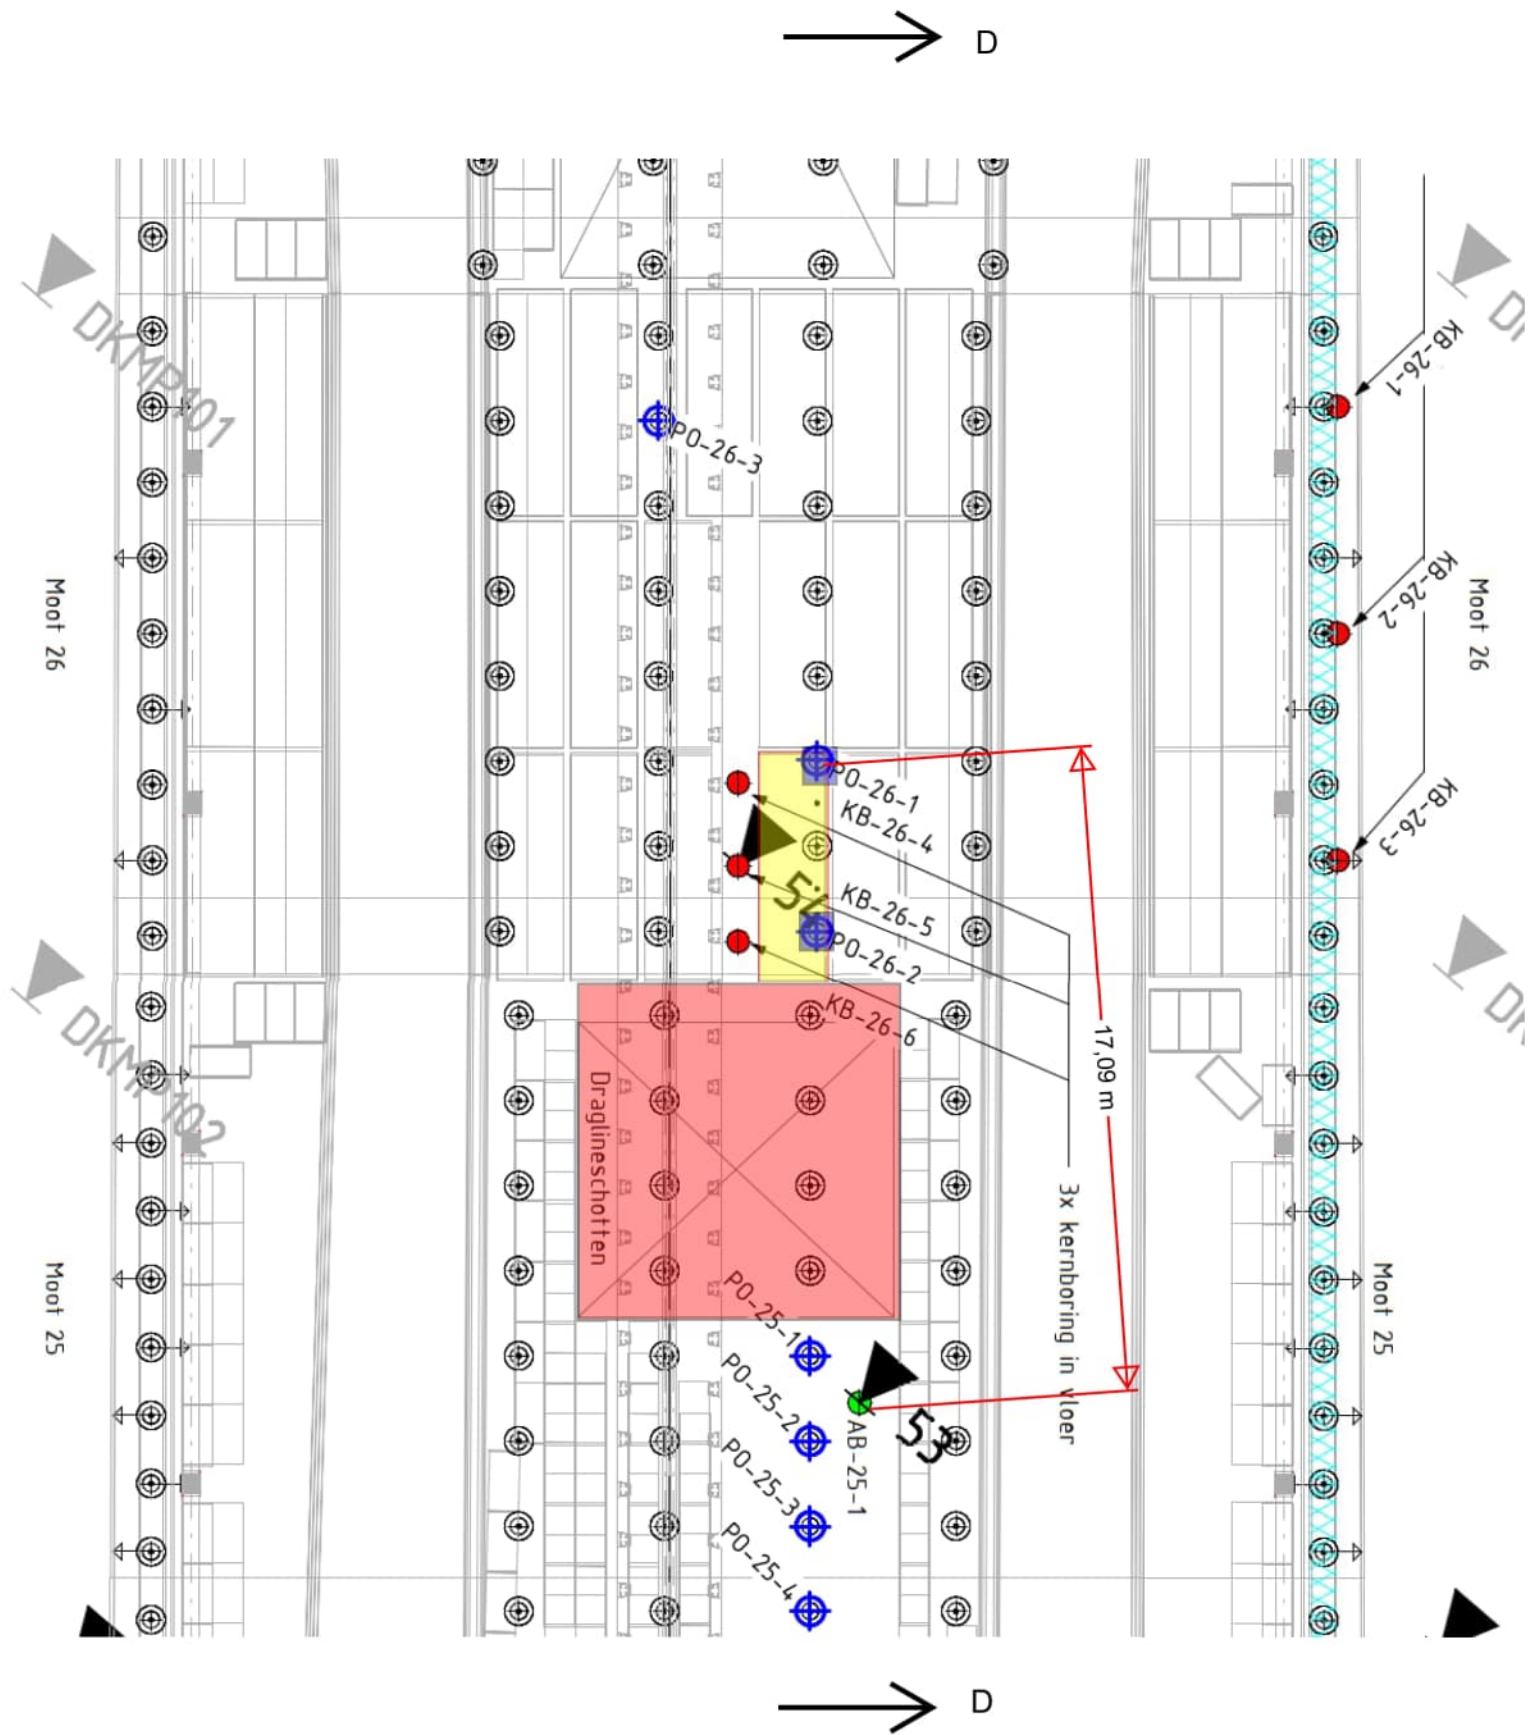 D
DKMP101
KB-26-1
PO-26-3
Moot 26
KB-26-2
Moot 26
PO-26-1
KB-26-4
KB-26-3
KB-26-5
PO-26-2
KB-26-6
DKMP102
17,09 m
Draglineschotten
3x kernboring in vloer
Moot 25
Moot 25
PO-25-1
PO-25-2
53
AB-25-1
PO-25-3
PO-25-4
D